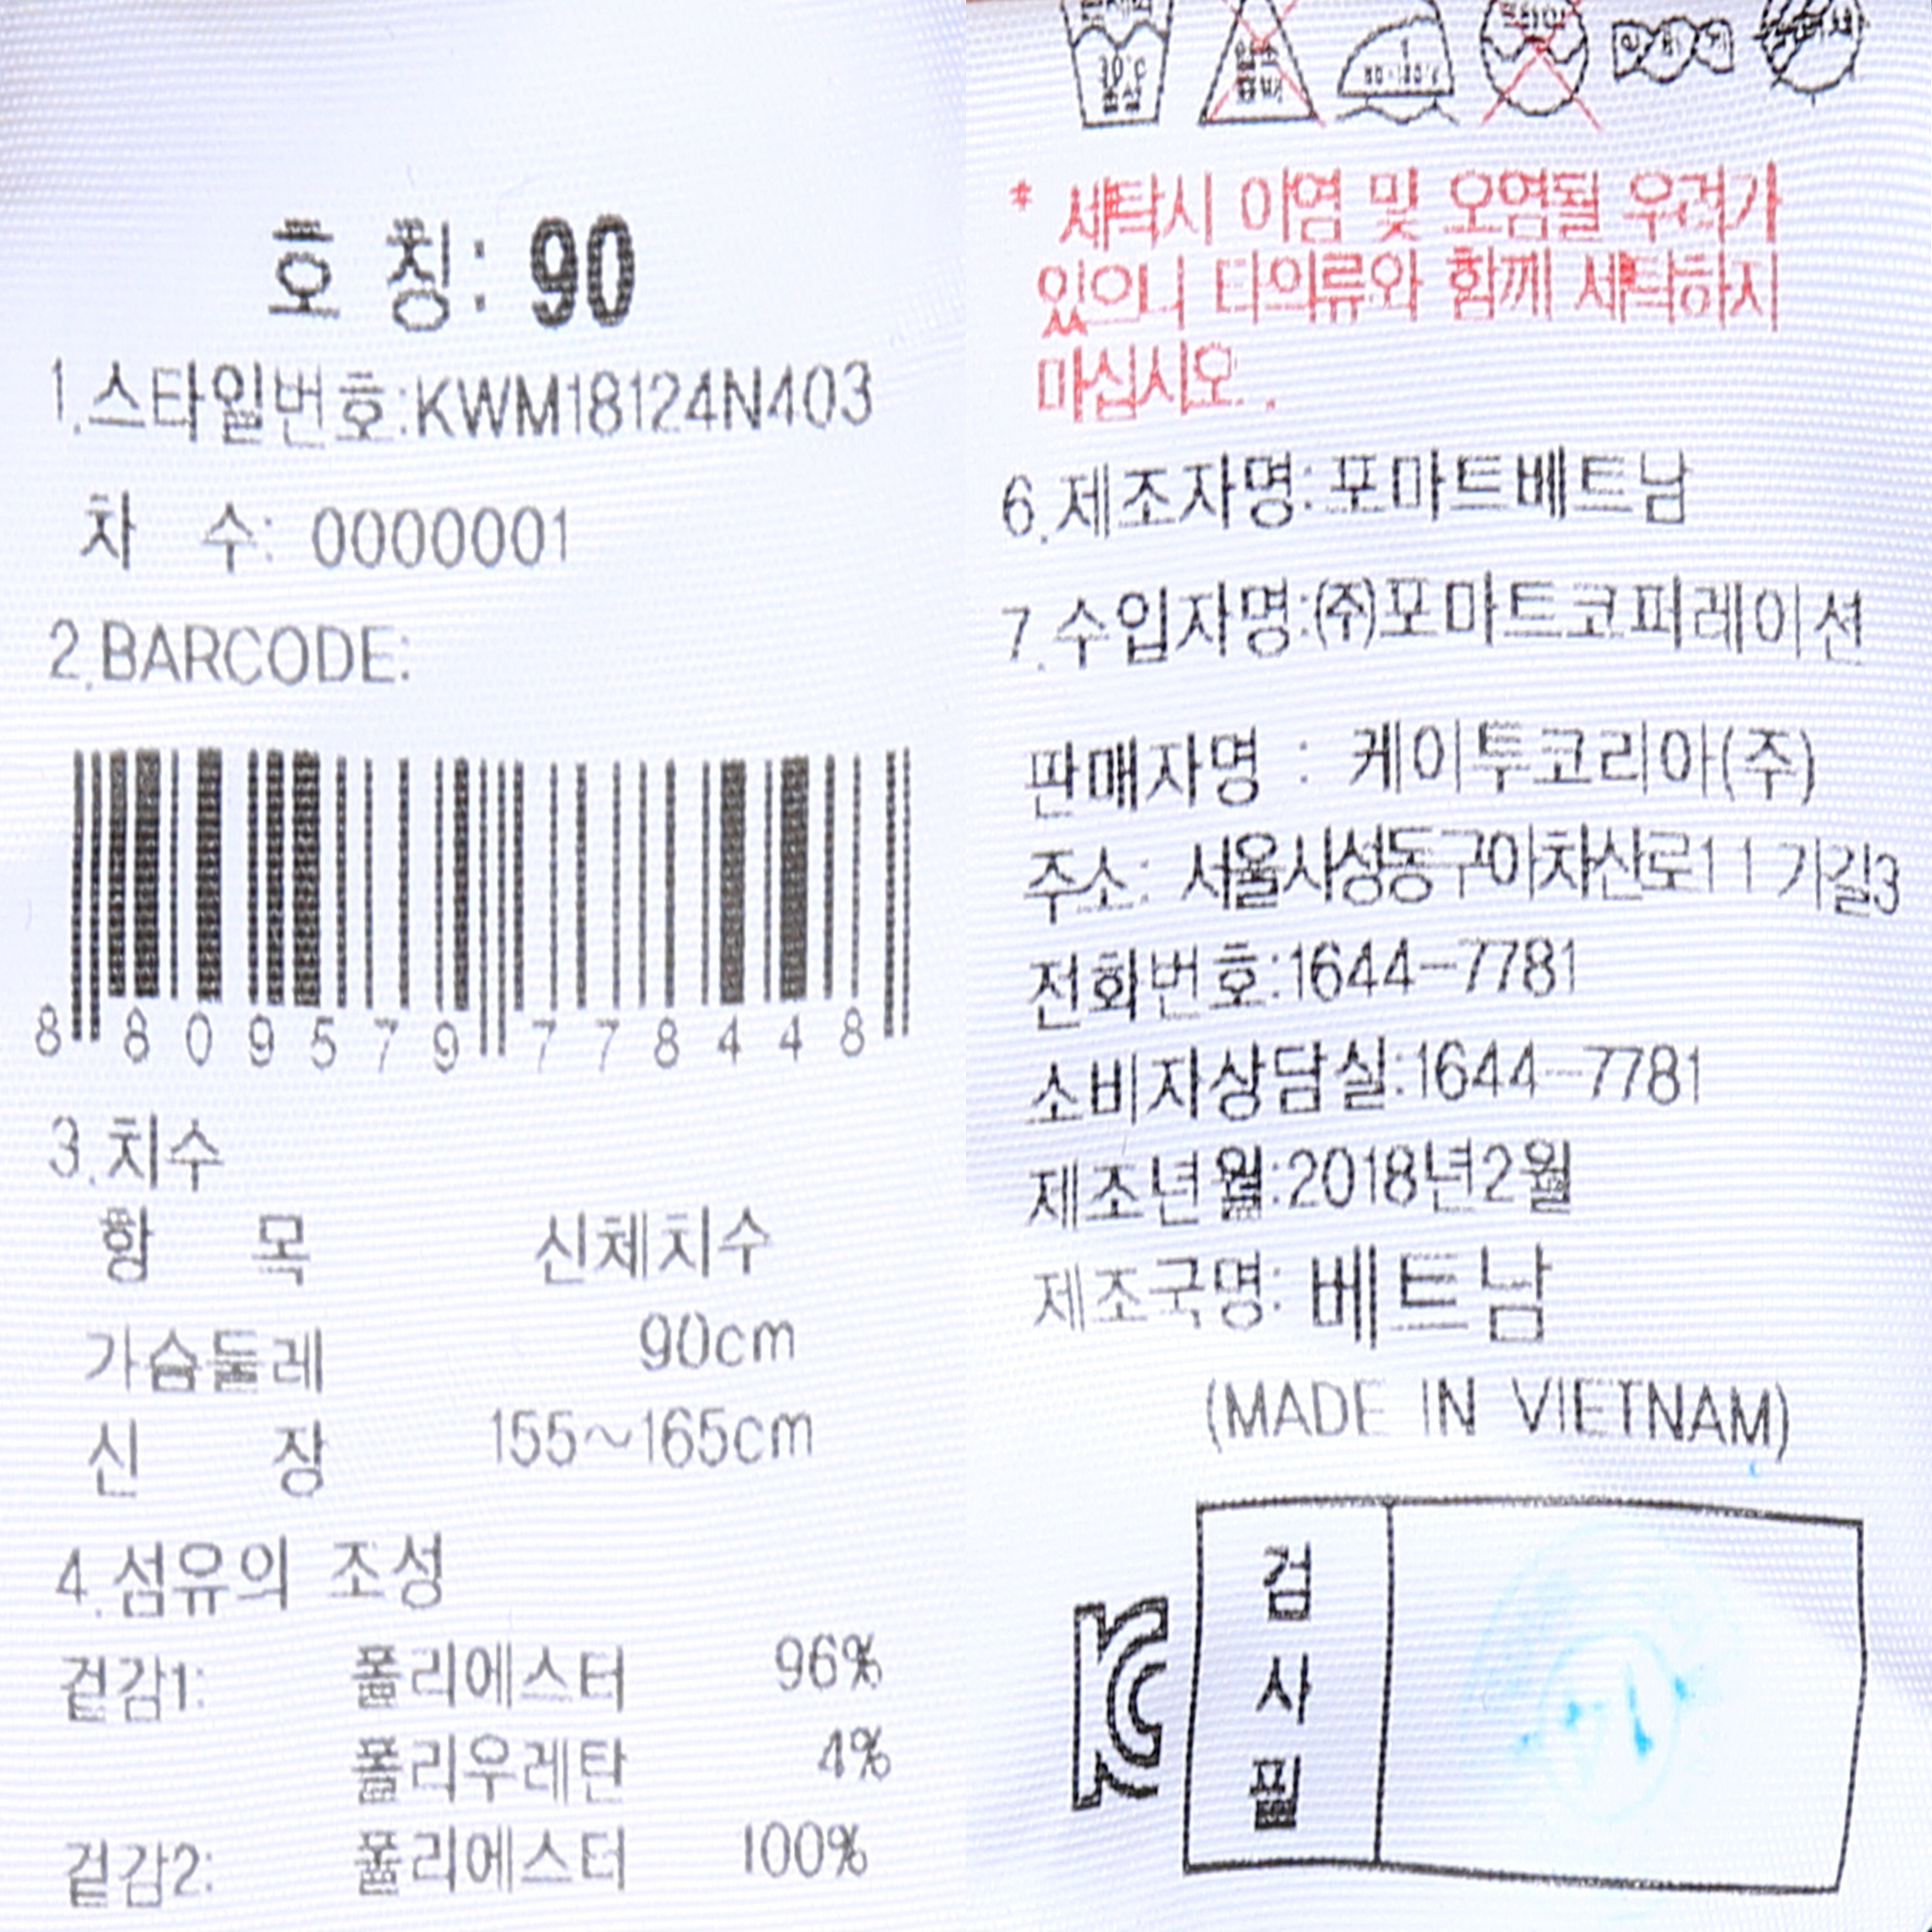 호 칭: 90
1.스타일번호:KWM18124N403
차 수: 0000001
2.BARCODE:
8 809579 778448
3.치수
항 목 신체치수
가슴둘레 90cm
신 장 155~165cm
4.섬유의 조성
겉감1: 폴리에스터 96%
폴리우레탄 4%
겉감2: 폴리에스터 100%
* 세탁시 이염 및 오염될 우려가
있으니 타의류와 함께 세탁하지
마십시오.
6.제조자명:포마트베트남
7.수입자명:(주)포마트코퍼레이션
판매자명 : 케이투코리아(주)
주소: 서울시성동구아차산로11가길3
전화번호:1644-7781
소비자상담실:1644-7781
제조년월:2018년2월
제조국명: 베트남
(MADE IN VIETNAM)
검
사
필